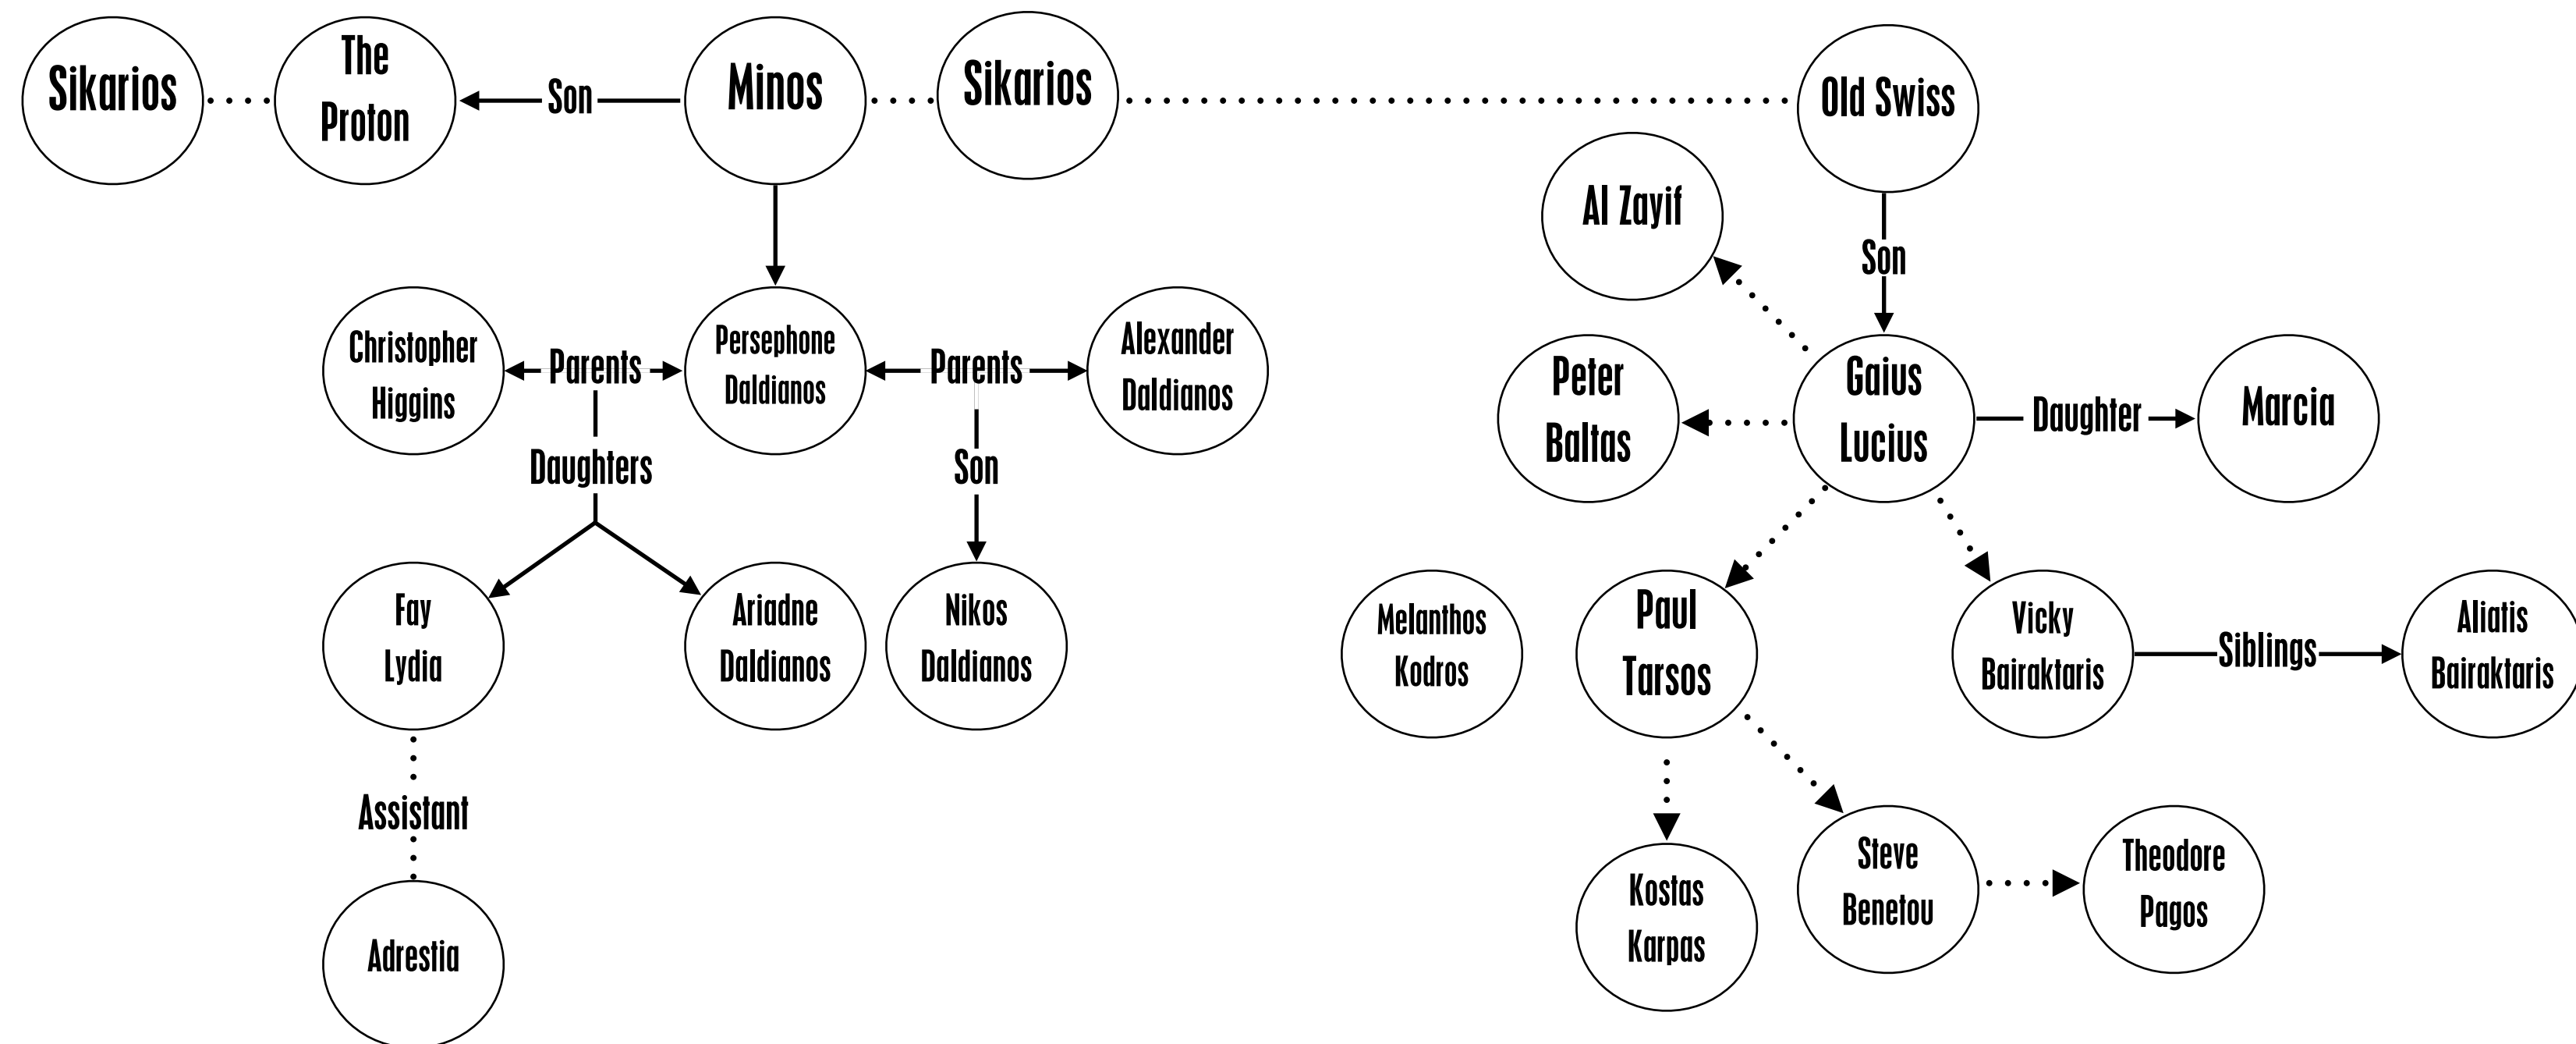 Sikarios
The
Proton
Son
Minos
Sikarios
Old Swiss
Al Zayif
Son
Christopher
Higgins
Parents
Persephone
Daldianos
Parents
Alexander
Daldianos
Peter
Baltas
Gaius
Lucius
Daughter
Marcia
Daughters
Son
Fay
Lydia
Ariadne
Daldianos
Nikos
Daldianos
Melanthos
Kodros
Paul
Tarsos
Vicky
Bairaktaris
Siblings
Aliatis
Bairaktaris
Assistant
Adrestia
Kostas
Karpas
Steve
Benetou
Theodore
Pagos